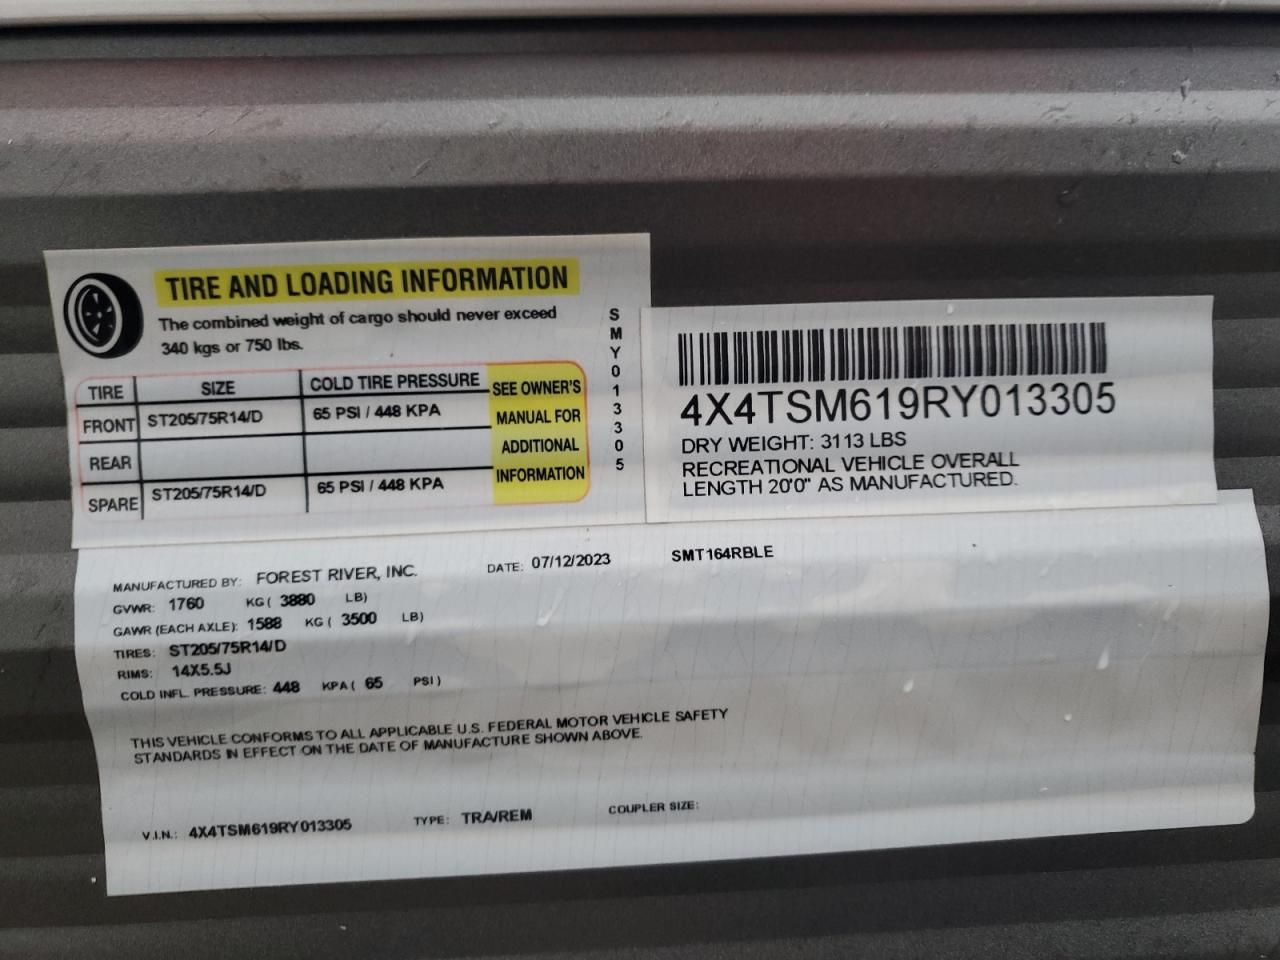 TIRE AND LOADING INFORMATION
The combined weight of cargo should never exceed
340 kgs or 750 lbs.
TIRE SIZE COLD TIRE PRESSURE
FRONT ST205/75R14/D 65 PSI / 448 KPA
REAR
SPARE ST205/75R14/D 65 PSI / 448 KPA
SEE OWNER'S
MANUAL FOR
ADDITIONAL
INFORMATION
SMY013305
4X4TSM619RY013305
DRY WEIGHT: 3113 LBS
RECREATIONAL VEHICLE OVERALL
LENGTH 20'0" AS MANUFACTURED.
MANUFACTURED BY: FOREST RIVER, INC. DATE: 07/12/2023 SMT164RBLE
GVWR: 1760 KG ( 3880 LB)
GAWR (EACH AXLE): 1588 KG ( 3500 LB)
TIRES: ST205/75R14/D
RIMS: 14X5.5J
COLD INFL. PRESSURE: 448 KPA ( 65 PSI )
THIS VEHICLE CONFORMS TO ALL APPLICABLE U.S. FEDERAL MOTOR VEHICLE SAFETY
STANDARDS IN EFFECT ON THE DATE OF MANUFACTURE SHOWN ABOVE.
V.I.N.: 4X4TSM619RY013305 TYPE: TRA/REM COUPLER SIZE: